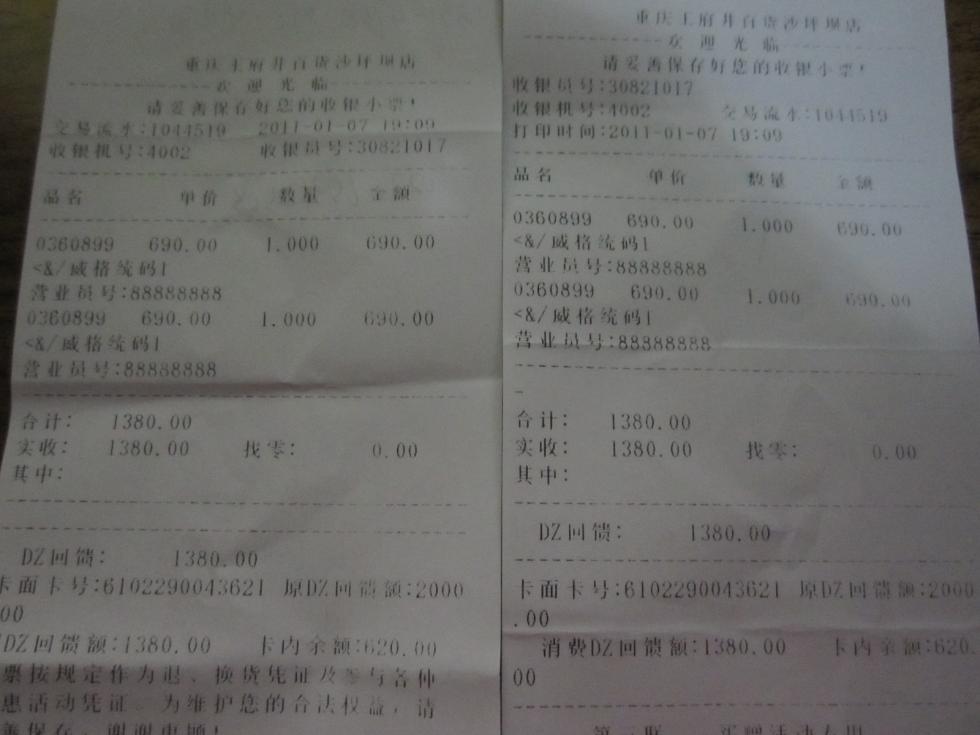 重庆王府井百货沙坪坝店
欢 迎 光 临
请妥善保存好您的收银小票!
交易流水:1044519 2011-01-07 19:09
收银机号:4002 收银员号:30821017
品名 单价 数量 金额
0360899 690.00 1.000 690.00
<&/威格统码1
营业员号:88888888
0360899 690.00 1.000 690.00
<&/威格统码1
营业员号:88888888
合计: 1380.00
实收: 1380.00 找零: 0.00
其中:
DZ回馈: 1380.00
卡面卡号:6102290043621 原DZ回馈额:2000
00
DZ回馈额:1380.00 卡内余额:620.00
票按规定作为退、换货凭证及参与各种
惠活动凭证。为维护您的合法权益,请
善保存。谢谢惠顾!
重庆王府井百货沙坪坝店
欢 迎 光 临
请妥善保存好您的收银小票!
收银员号:30821017
收银机号:4002 交易流水:1044519
打印时间:2011-01-07 19:09
品名 单价 数量 金额
0360899 690.00 1.000 690.00
<&/威格统码1
营业员号:88888888
0360899 690.00 1.000 690.00
<&/威格统码1
营业员号:88888888
合计: 1380.00
实收: 1380.00 找零: 0.00
其中:
DZ回馈: 1380.00
卡面卡号:6102290043621 原DZ回馈额:2000
.00
消费DZ回馈额:1380.00 卡内余额:620.
00
第一联